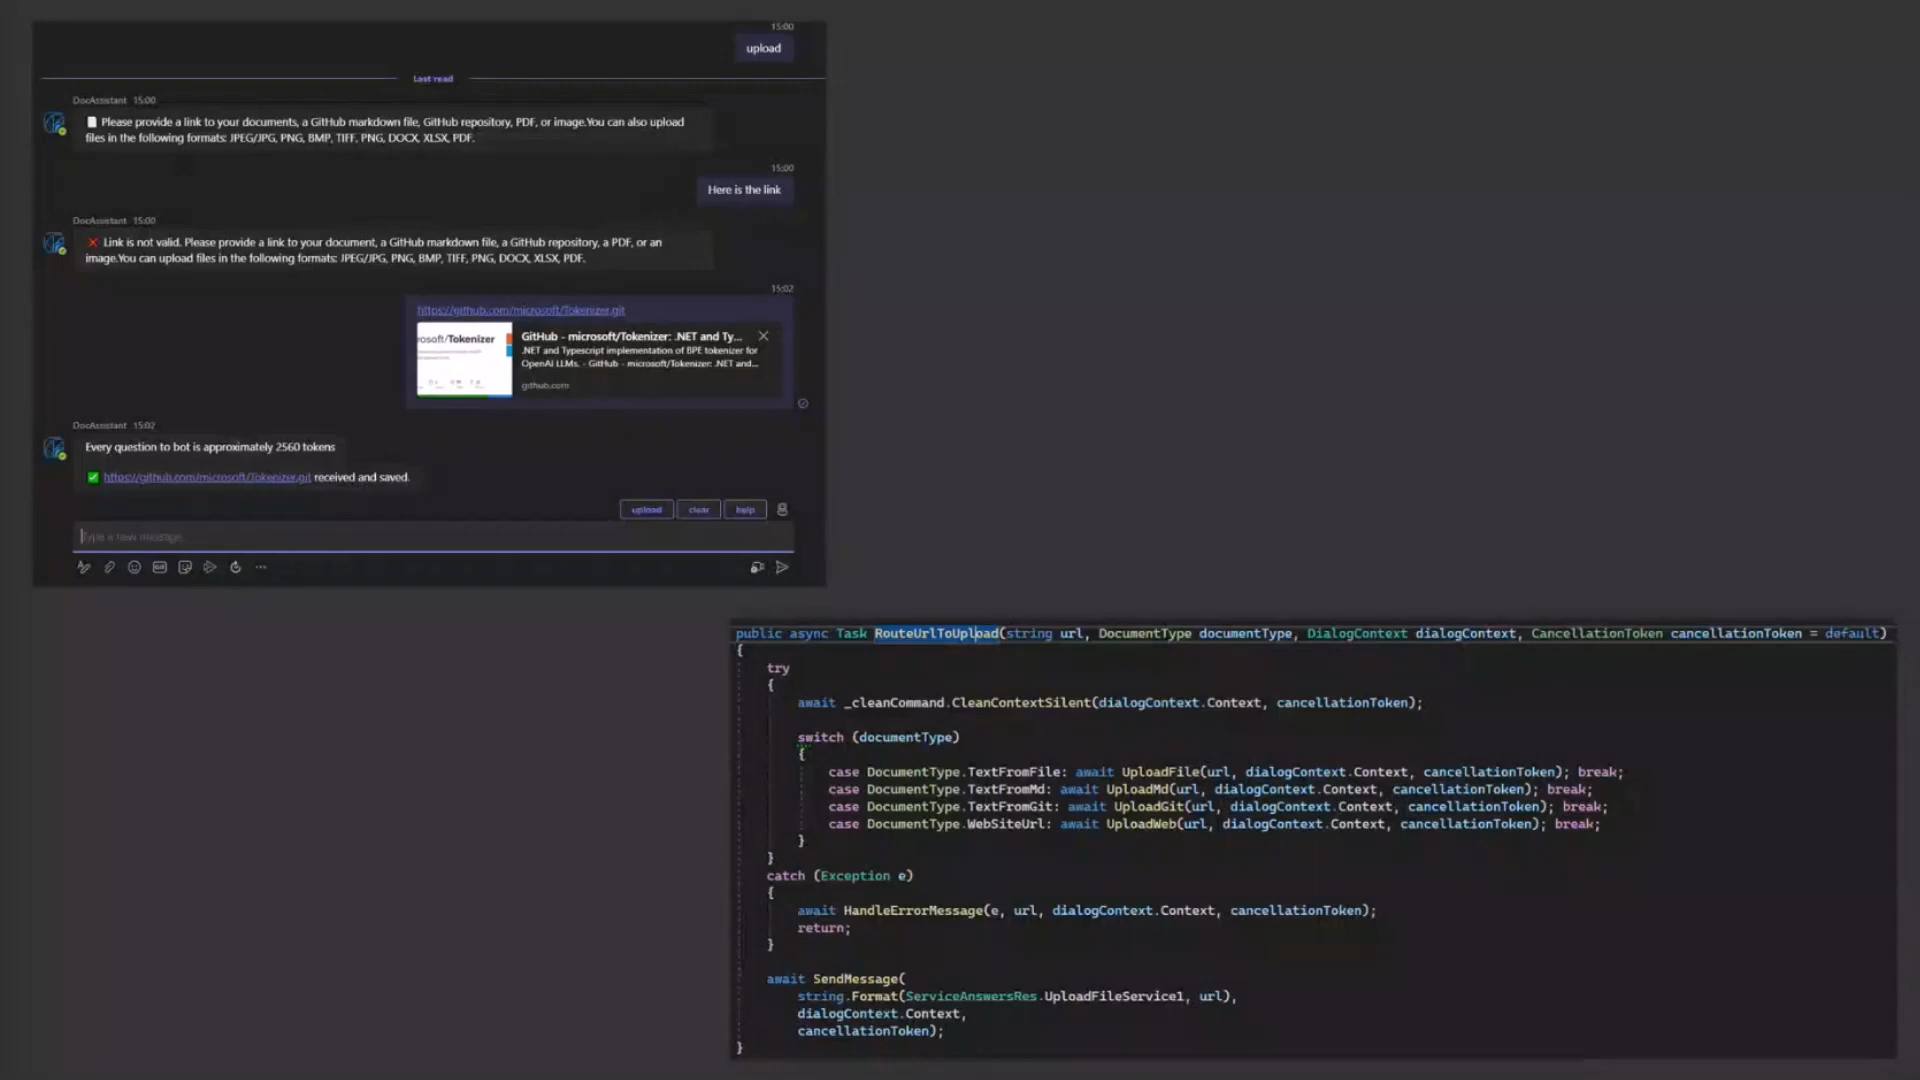 15:00
upload
Last read
DocAssistant 15:00
Please provide a link to your documents, a GitHub markdown file, GitHub repository, PDF, or image.You can also upload
files in the following formats: JPEG/JPG, PNG, BMP, TIFF, PNG, DOCX, XLSX, PDF.
15:00
Here is the link
DocAssistant 15:00
❌ Link is not valid. Please provide a link to your document, a GitHub markdown file, a GitHub repository, a PDF, or an
image.You can upload files in the following formats: JPEG/JPG, PNG, BMP, TIFF, PNG, DOCX, XLSX, PDF.
15:02
https://github.com/microsoft/Tokenizer.git
rosoft/Tokenizer
GitHub - microsoft/Tokenizer: .NET and Ty...
.NET and Typescript implementation of BPE tokenizer for
OpenAI LLMs. - GitHub - microsoft/Tokenizer: .NET and...
github.com
DocAssistant 15:02
Every question to bot is approximately 2560 tokens
✅ https://github.com/microsoft/Tokenizer.git received and saved.
upload clear help
Type a new message
GIF
public async Task RouteUrlToUpload(string url, DocumentType documentType, DialogContext dialogContext, CancellationToken cancellationToken = default)
{
try
{
await _cleanCommand.CleanContextSilent(dialogContext.Context, cancellationToken);
switch (documentType)
{
case DocumentType.TextFromFile: await UploadFile(url, dialogContext.Context, cancellationToken); break;
case DocumentType.TextFromMd: await UploadMd(url, dialogContext.Context, cancellationToken); break;
case DocumentType.TextFromGit: await UploadGit(url, dialogContext.Context, cancellationToken); break;
case DocumentType.WebSiteUrl: await UploadWeb(url, dialogContext.Context, cancellationToken); break;
}
}
catch (Exception e)
{
await HandleErrorMessage(e, url, dialogContext.Context, cancellationToken);
return;
}
await SendMessage(
string.Format(ServiceAnswersRes.UploadFileService1, url),
dialogContext.Context,
cancellationToken);
}